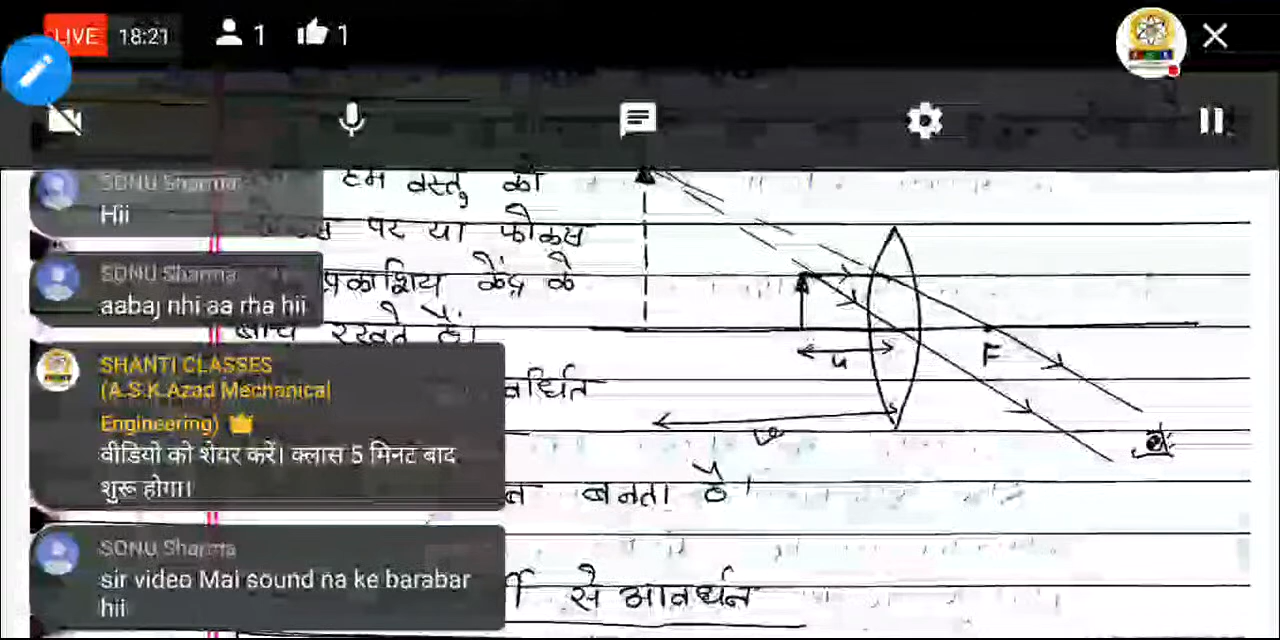 LIVE 18:21 1 1
SONU Sharma
Hii
SONU Sharma
aabaj nhi aa rha hii
SHANTI CLASSES
(A.S.K.Azad Mechanical
Engineering)
वीडियो को शेयर करें। क्लास 5 मिनट बाद
शुरू होगा।
SONU Sharma
sir video Mai sound na ke barabar
hii
हम वस्तु को
पर या फोकस
प्रकाशिय केंद्र के
बीच रखते हैं।
वर्धित
बनता है।
से आवर्धन
u
F
v